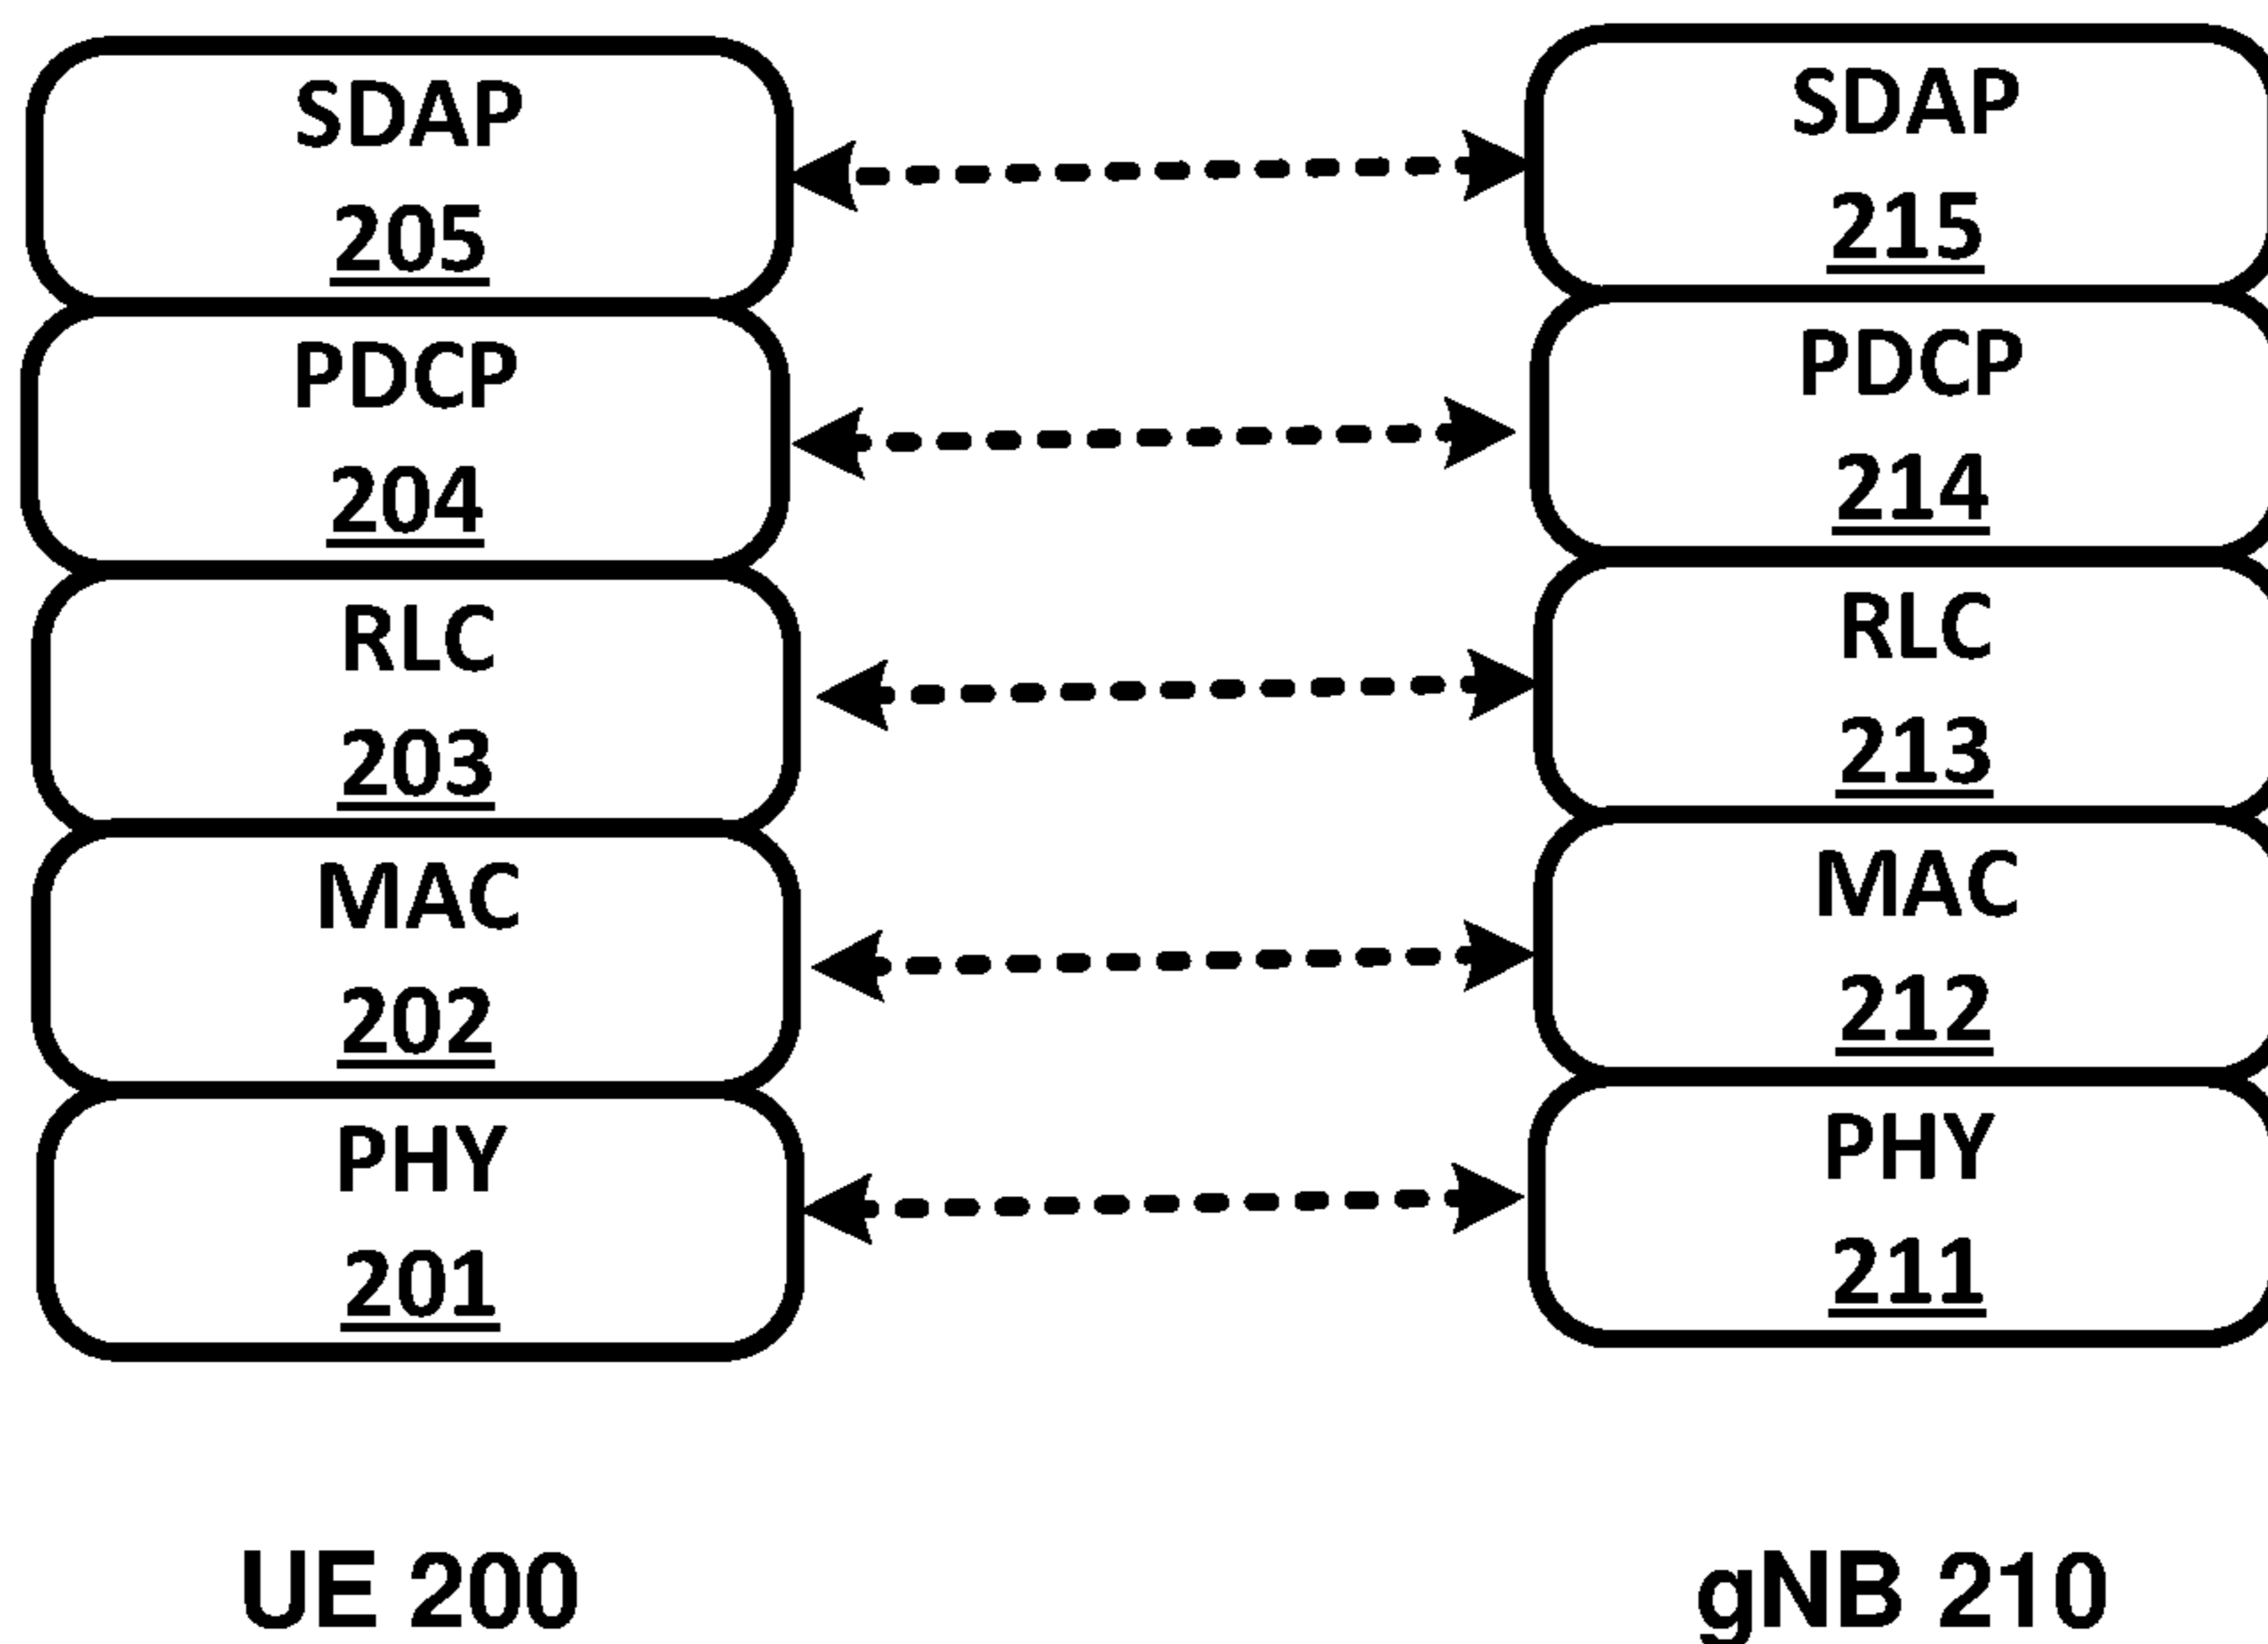 SDAP
205
PDCP
204
RLC
203
MAC
202
PHY
201
UE 200
SDAP
215
PDCP
214
RLC
213
MAC
212
PHY
211
gNB 210